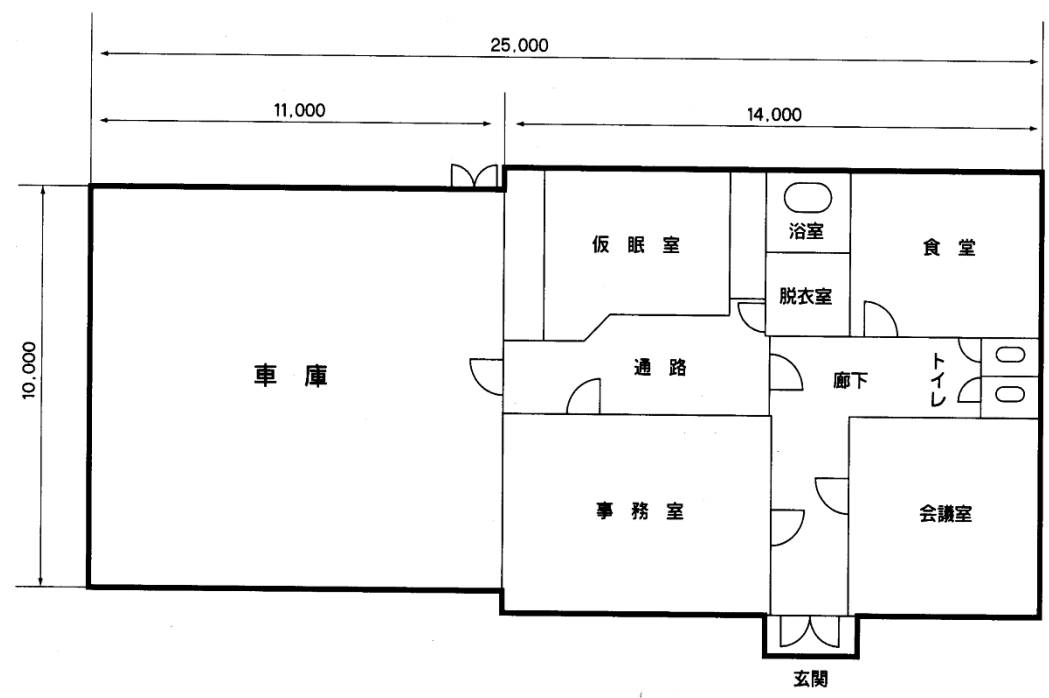 25,000
11,000
14,000
仮眠室
浴室
食堂
脱衣室
10,000
車庫
通路
廊下
トイレ
事務室
会議室
玄関